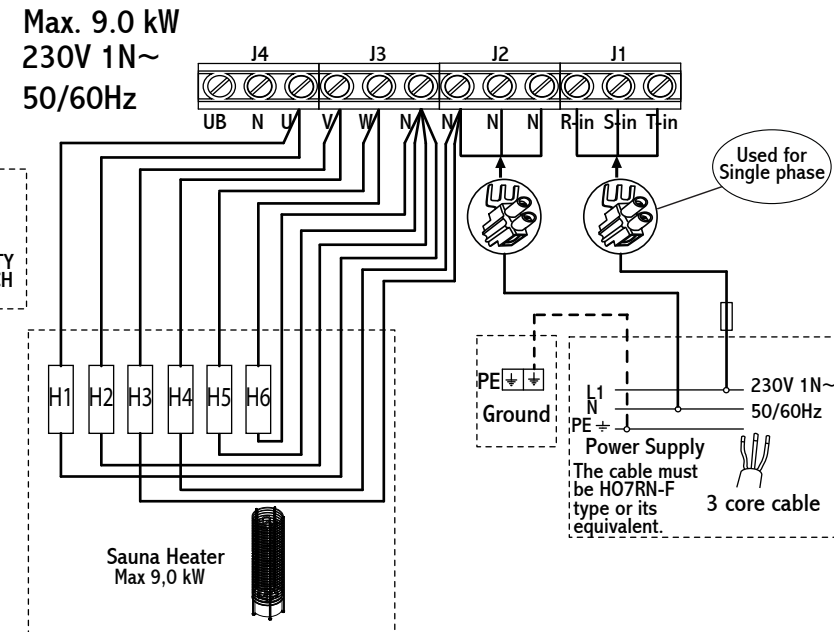 Max. 9.0 kW
230V 1N~
50/60Hz
J4 J3 J2 J1
UB N U V W N N N N R-in S-in T-in
Used for
Single phase
TY
CH
H1 H2 H3 H4 H5 H6
PE
Ground
L1
N
PE
230V 1N~
50/60Hz
Power Supply
The cable must
be HO7RN-F
type or its
equivalent.
3 core cable
Sauna Heater
Max 9,0 kW